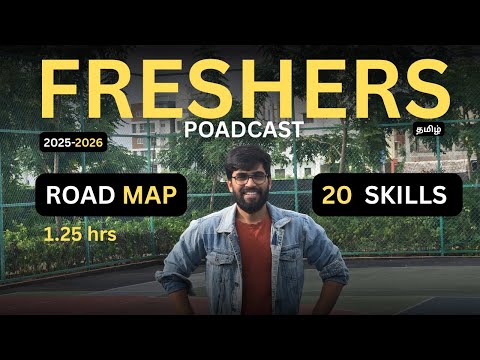 FRESHERS
POADCAST
தமிழ்
2025-2026
ROAD MAP
20 SKILLS
1.25 hrs